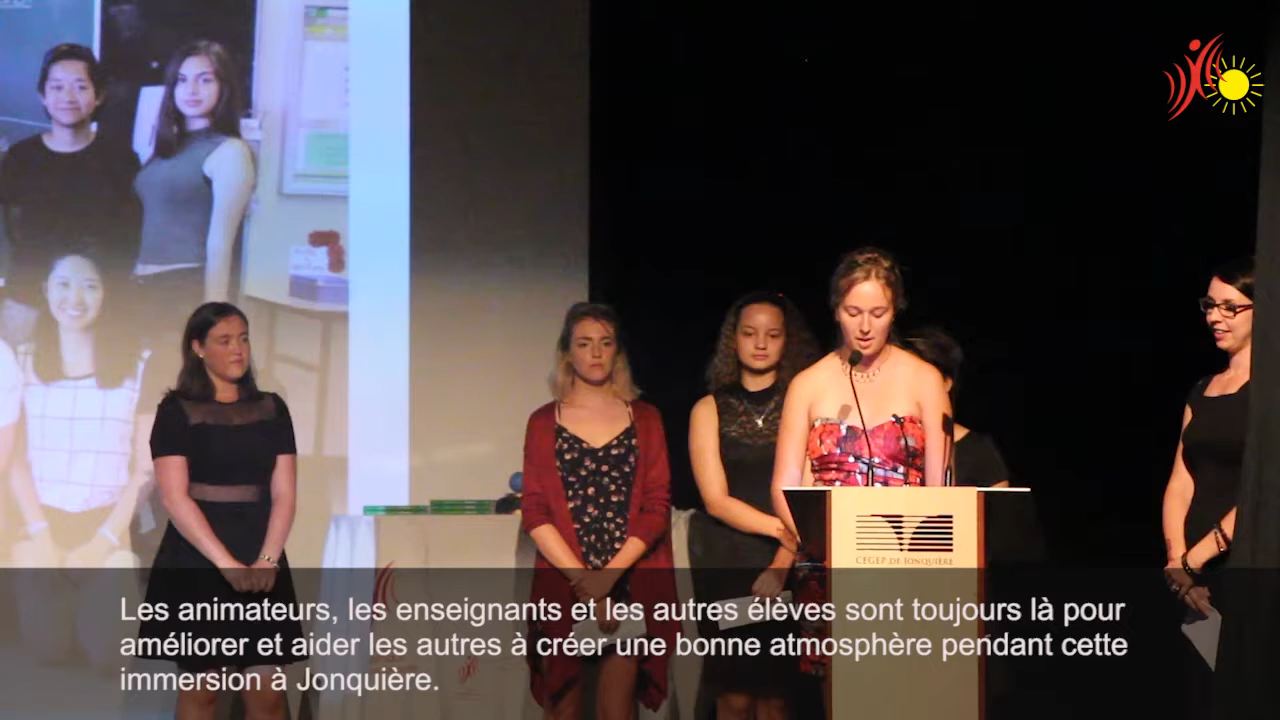 CEGEP DE JONQUIÈRE
Les animateurs, les enseignants et les autres élèves sont toujours là pour
améliorer et aider les autres à créer une bonne atmosphère pendant cette
immersion à Jonquière.